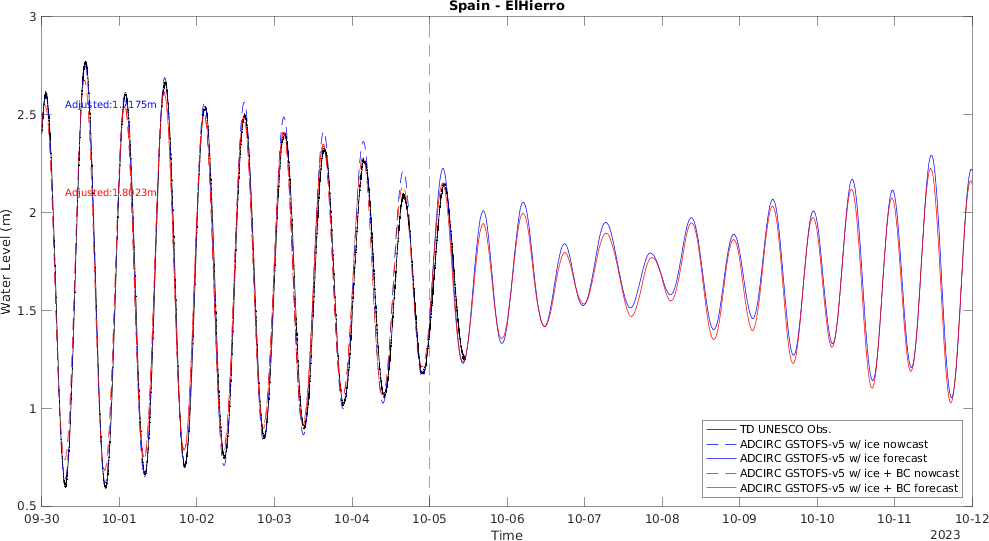 Spain - ElHierro
3
2.5
2
1.5
1
0.5
Water Level (m)
Adjusted:1.8023m
09-30
10-01
10-02
10-03
10-04
10-05
10-06
10-07
10-08
10-09
10-10
10-11
10-12
Time
2023
TD UNESCO Obs.
ADCIRC GSTOFS-v5 w/ ice nowcast
ADCIRC GSTOFS-v5 w/ ice forecast
ADCIRC GSTOFS-v5 w/ ice + BC nowcast
ADCIRC GSTOFS-v5 w/ ice + BC forecast